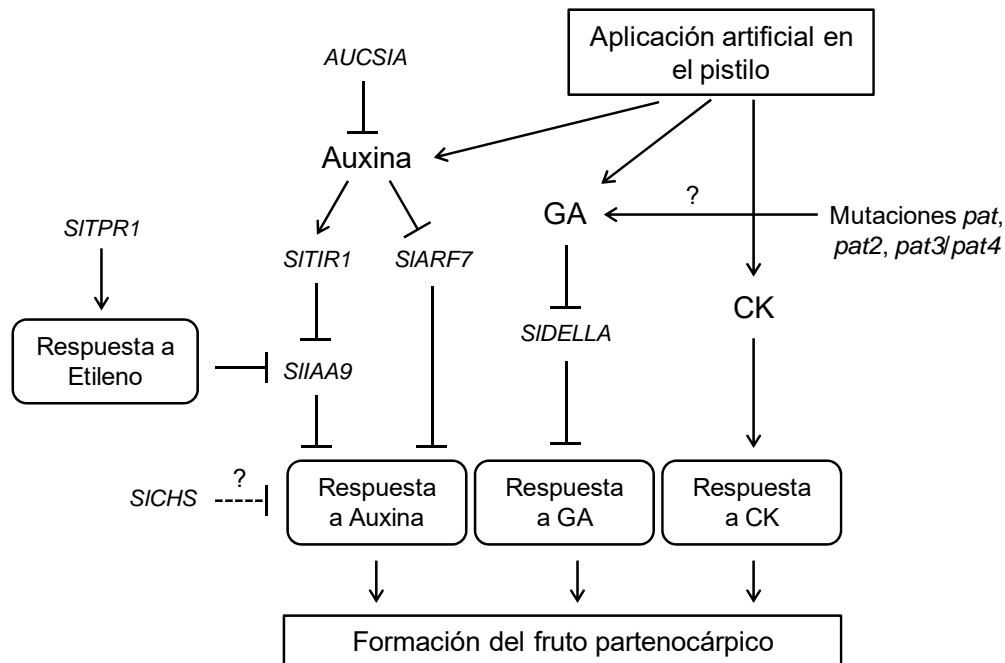 Aplicación artificial en
el pistilo
AUCSIA
Auxina
?
GA
Mutaciones pat,
pat2, pat3/pat4
SlTPR1
SlTIR1
SlARF7
CK
SlDELLA
Respuesta a
Etileno
SlIAA9
?
SlCHS
Respuesta
a Auxina
Respuesta
a GA
Respuesta
a CK
Formación del fruto partenocárpico